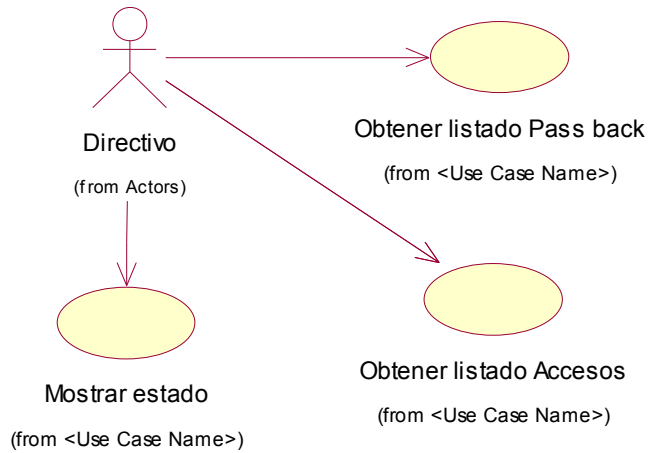 Directivo
(from Actors)
Obtener listado Pass back
(from <Use Case Name>)
Obtener listado Accesos
(from <Use Case Name>)
Mostrar estado
(from <Use Case Name>)